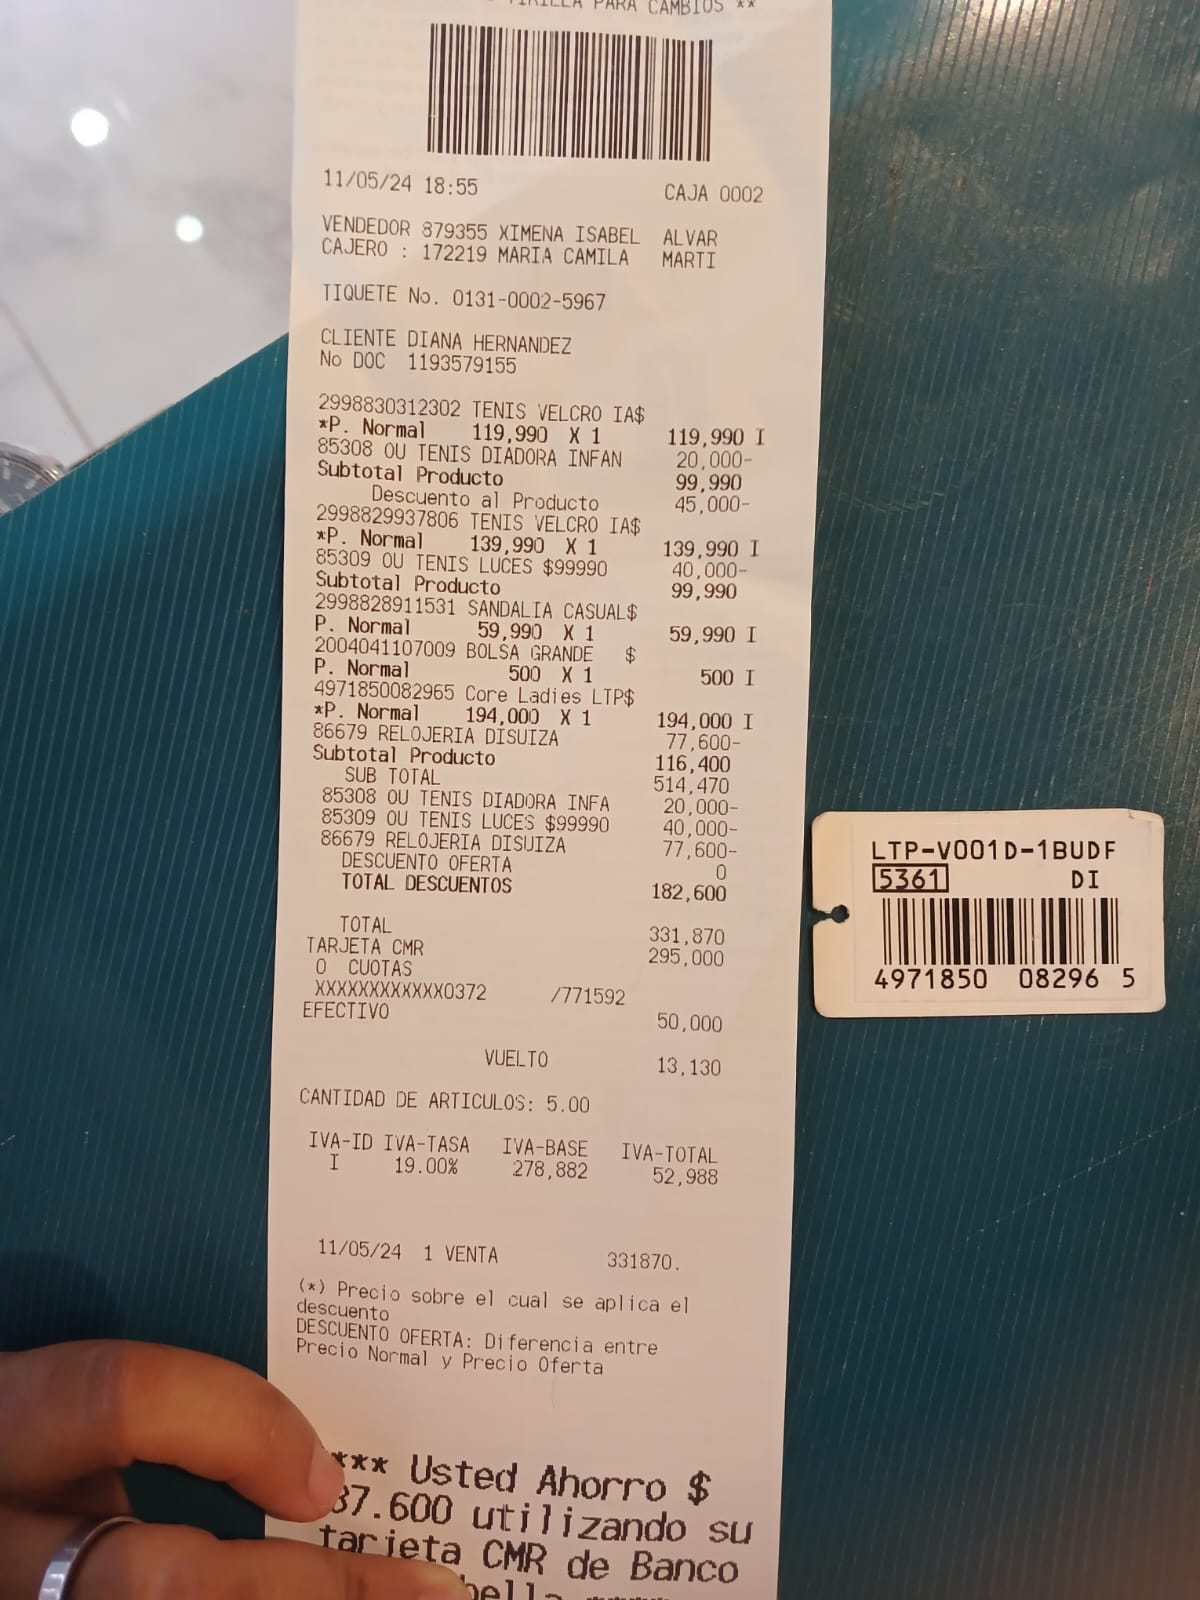 TIRILLA PARA CAMBIOS **
11/05/24 18:55 CAJA 0002
VENDEDOR 879355 XIMENA ISABEL ALVAR
CAJERO : 172219 MARIA CAMILA MARTI
TIQUETE No. 0131-0002-5967
CLIENTE DIANA HERNANDEZ
No DOC 1193579155
2998830312302 TENIS VELCRO IA$
*P. Normal 119,990 X 1 119,990 I
85308 OU TENIS DIADORA INFAN 20,000-
Subtotal Producto 99,990
Descuento al Producto 45,000-
2998829937806 TENIS VELCRO IA$
*P. Normal 139,990 X 1 139,990 I
85309 OU TENIS LUCES $99990 40,000-
Subtotal Producto 99,990
2998828911531 SANDALIA CASUAL$
P. Normal 59,990 X 1 59,990 I
2004041107009 BOLSA GRANDE $
P. Normal 500 X 1 500 I
4971850082965 Core Ladies LTP$
*P. Normal 194,000 X 1 194,000 I
86679 RELOJERIA DISUIZA 77,600-
Subtotal Producto 116,400
SUB TOTAL 514,470
85308 OU TENIS DIADORA INFA 20,000-
85309 OU TENIS LUCES $99990 40,000-
86679 RELOJERIA DISUIZA 77,600-
DESCUENTO OFERTA 0
TOTAL DESCUENTOS 182,600
TOTAL 331,870
TARJETA CMR 295,000
0 CUOTAS
XXXXXXXXXXXX0372 /771592
EFECTIVO 50,000
VUELTO 13,130
CANTIDAD DE ARTICULOS: 5.00
IVA-ID IVA-TASA IVA-BASE IVA-TOTAL
I 19.00% 278,882 52,988
11/05/24 1 VENTA 331870.
(*) Precio sobre el cual se aplica el
descuento
DESCUENTO OFERTA: Diferencia entre
Precio Normal y Precio Oferta
*** Usted Ahorro $
37.600 utilizando su
tarjeta CMR de Banco
LTP-V001D-1BUDF
5361 DI
4971850 08296 5